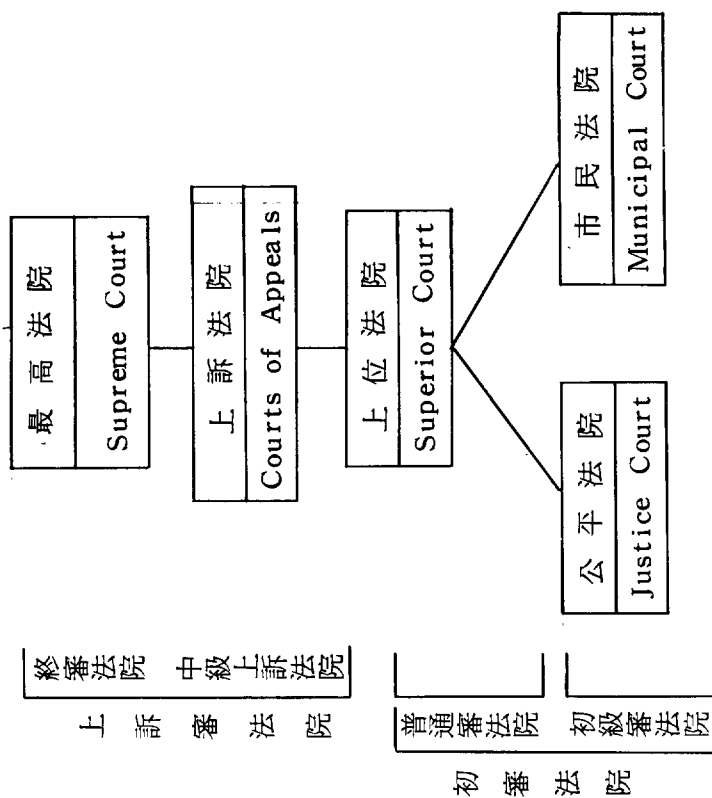 最高法院
Supreme Court
上訴法院
Courts of Appeals
上位法院
Superior Court
公平法院
Justice Court
市民法院
Municipal Court
終審法院
中級上訴法院
上訴審法院
普通審法院
初級審法院
初審法院